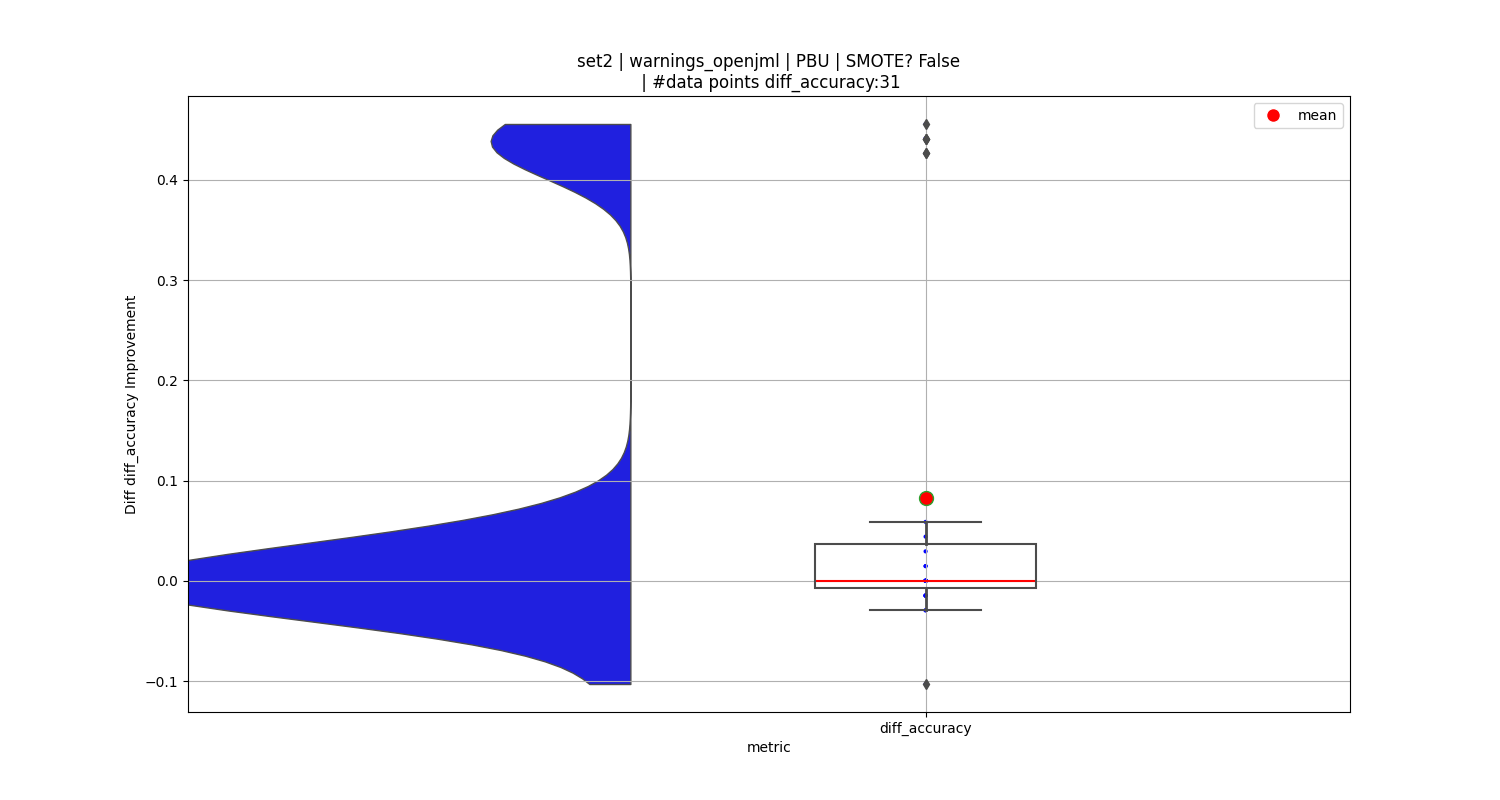 set2 | warnings_openjml | PBU | SMOTE? False
| #data points diff_accuracy:31
mean
0.4
0.3
0.2
0.1
0.0
−0.1
Diff diff_accuracy Improvement
diff_accuracy
metric